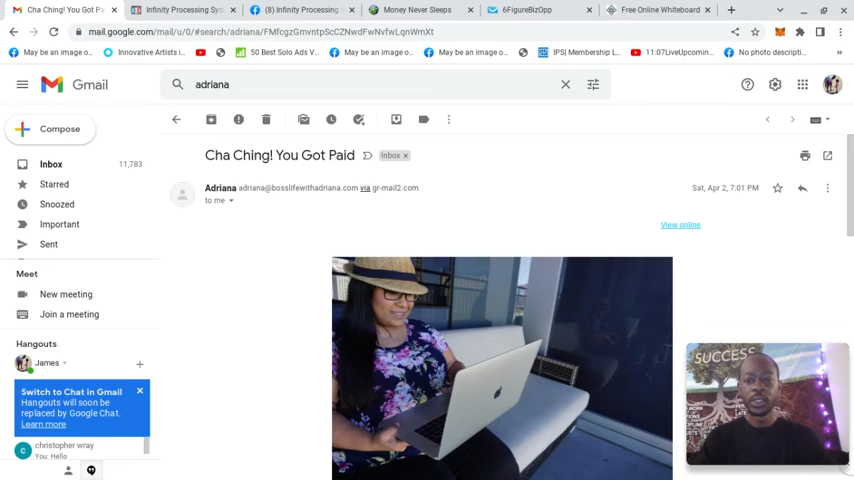 Cha Ching! You Got Pa
Infinity Processing Syste
(8) Infinity Processing S
Money Never Sleeps
6FigureBizOpp
Free Online Whiteboard
mail.google.com/mail/u/0/#search/adriana/FMfcgzGmvntpScCZNwdFwNvfwLqnWmXt
May be an image o...
Innovative Artists i...
50 Best Solo Ads V...
May be an image o...
May be an image o...
[IPS] Membership L...
11:07LiveUpcomin...
No photo descripti...
Gmail
adriana
Compose
Inbox
11,783
Starred
Snoozed
Important
Sent
Meet
New meeting
Join a meeting
Hangouts
James
Switch to Chat in Gmail
Hangouts will soon be
replaced by Google Chat.
Learn more
christopher wray
You: Hello
Cha Ching! You Got Paid
Inbox
Adriana adriana@bosslifewithadriana.com via gr-mail2.com
Sat, Apr 2, 7:01 PM
to me
View online
SUCCESS